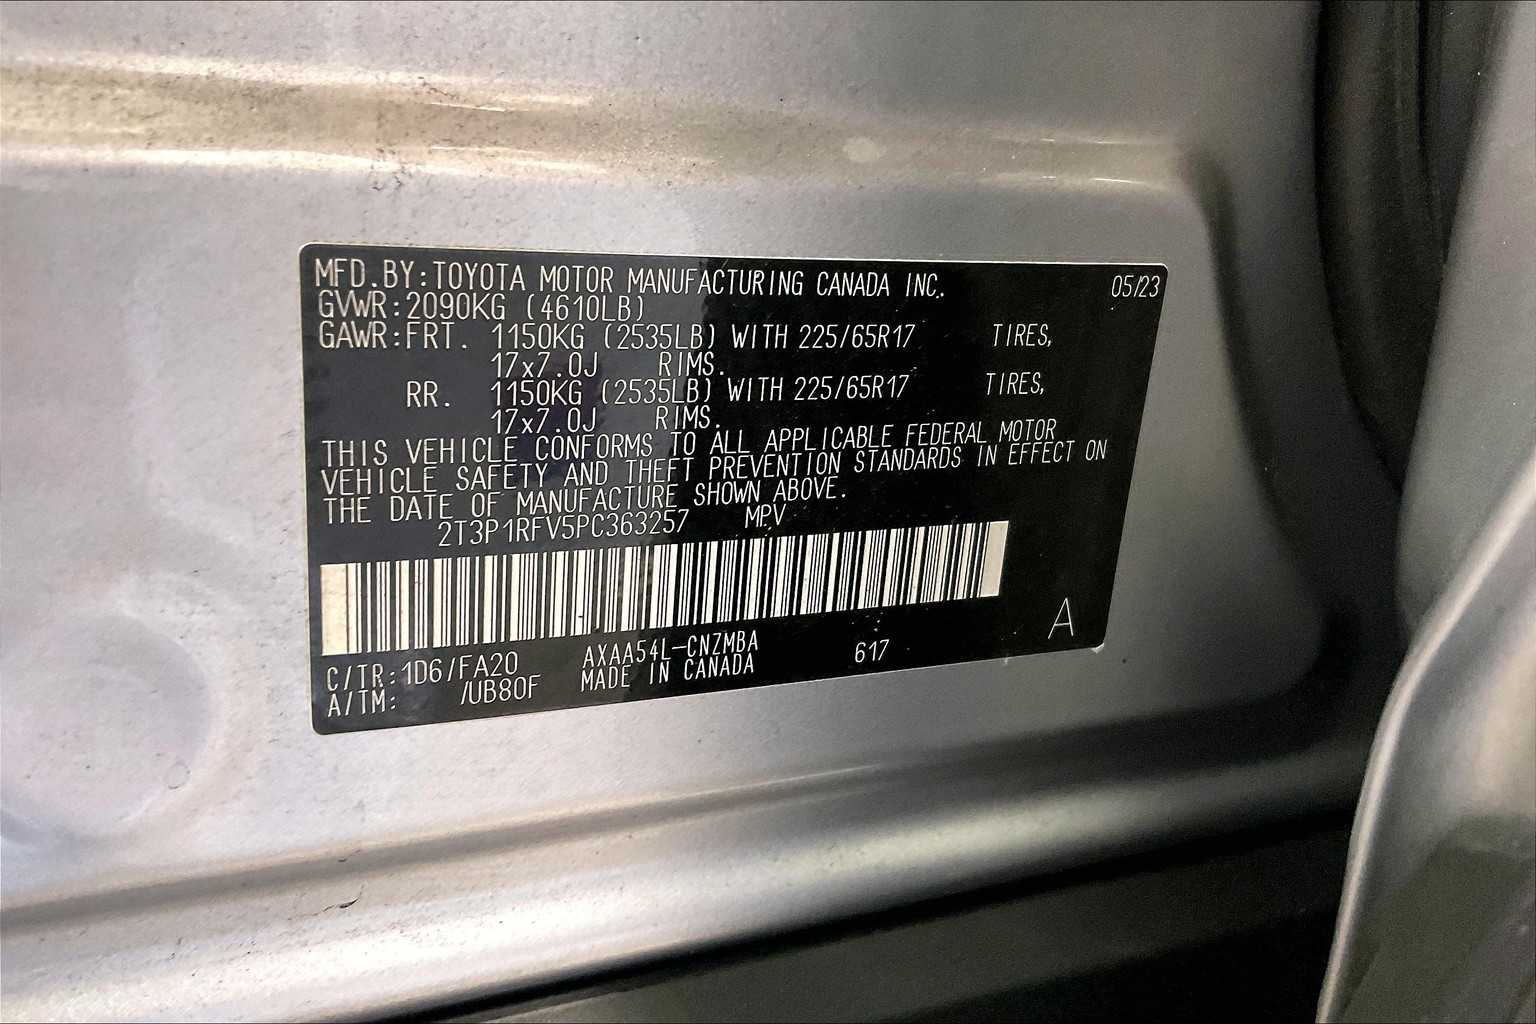 MFD.BY:TOYOTA MOTOR MANUFACTURING CANADA INC. 05/23
GVWR:2090KG (4610LB)
GAWR:FRT. 1150KG (2535LB) WITH 225/65R17 TIRES,
17x7.0J RIMS.
RR. 1150KG (2535LB) WITH 225/65R17 TIRES,
17x7.0J RIMS.
THIS VEHICLE CONFORMS TO ALL APPLICABLE FEDERAL MOTOR
VEHICLE SAFETY AND THEFT PREVENTION STANDARDS IN EFFECT ON
THE DATE OF MANUFACTURE SHOWN ABOVE.
2T3P1RFV5PC363257 MPV
A
C/TR:1D6/FA20 AXAA54L-CNZMBA 617
A/TM: /UB80F MADE IN CANADA